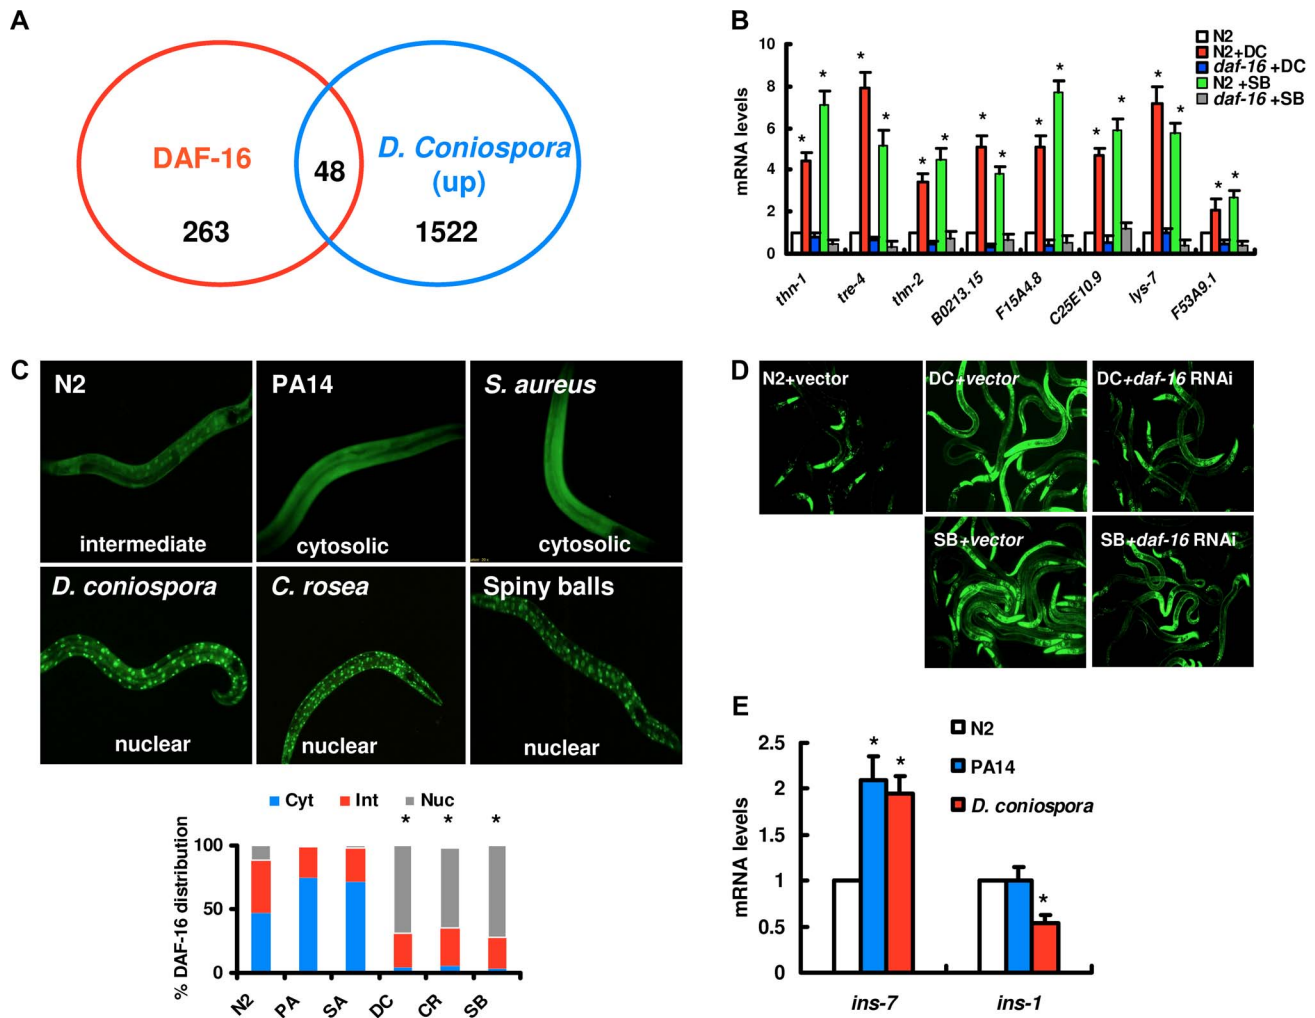 A
DAF-16
48
D. Coniospora
(up)
263
1522
B
N2
N2+DC
daf-16 +DC
N2 +SB
daf-16 +SB
mRNA levels
10
8
6
4
2
0
* * * * * * * * * * * * * * * *
thn-1
tre-4
thn-2
B0213.15
F15A4.8
C25E10.9
lys-7
F53A9.1
C
N2
intermediate
PA14
cytosolic
S. aureus
cytosolic
D. coniospora
nuclear
C. rosea
nuclear
Spiny balls
nuclear
Cyt Int Nuc
* * *
% DAF-16 distribution
100
50
0
N2
PA
SA
DC
CR
SB
D
N2+vector
DC+vector
DC+daf-16 RNAi
SB+vector
SB+daf-16 RNAi
E
N2
PA14
D. coniospora
mRNA levels
2.5
2
1.5
1
0.5
0
* * *
ins-7
ins-1